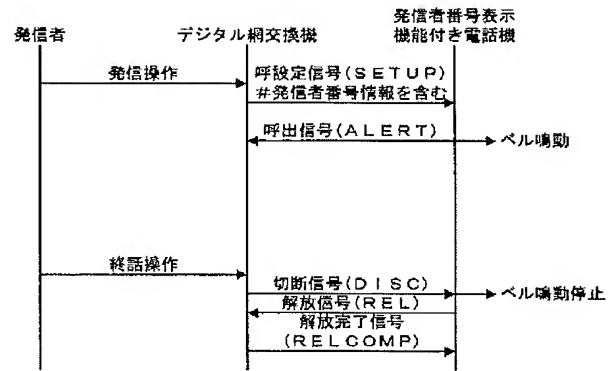 発信者
デジタル網交換機
発信者番号表示
機能付き電話機
発信操作
呼設定信号(SETUP)
#発信者番号情報を含む
呼出信号(ALERT)
ベル鳴動
終話操作
切断信号(DISC)
ベル鳴動停止
解放信号(REL)
解放完了信号
(RELCOMP)